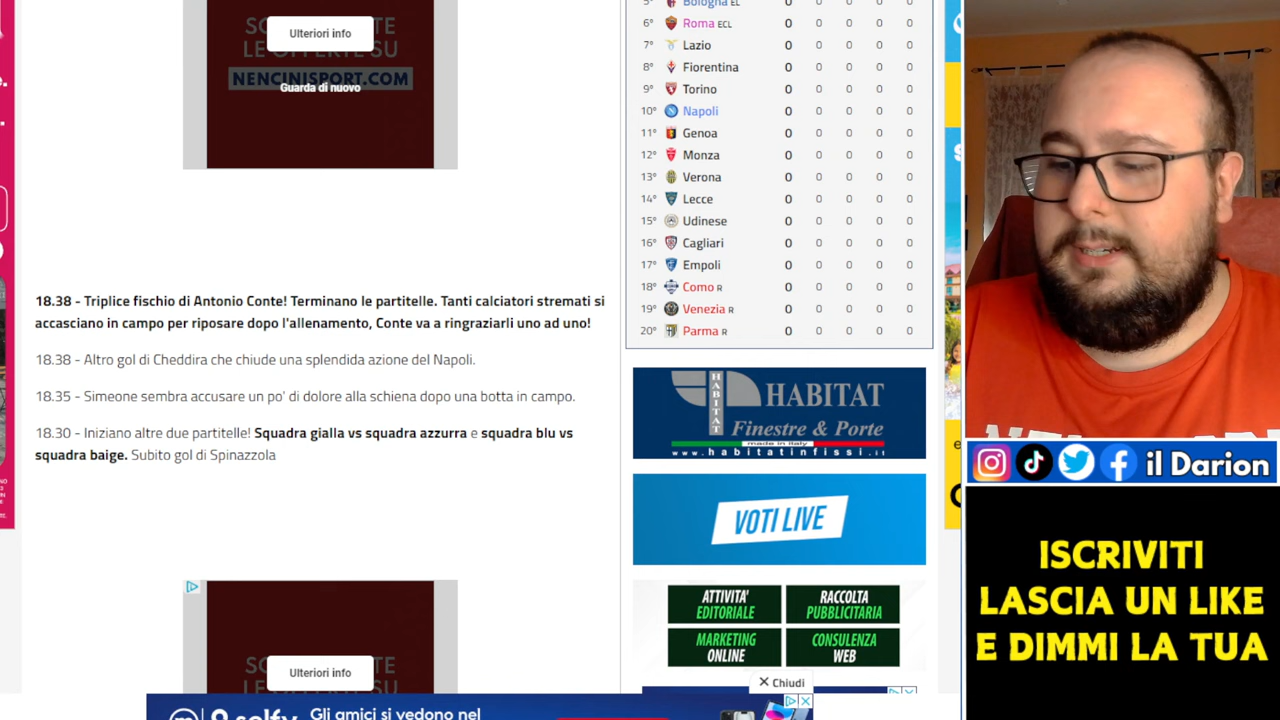 Ulteriori info
LE OFFERTE SU
NENCINISPORT.COM
Guarda di nuovo
18.38 - Triplice fischio di Antonio Conte! Terminano le partitelle. Tanti calciatori stremati si
accasciano in campo per riposare dopo l'allenamento, Conte va a ringraziarli uno ad uno!
18.38 - Altro gol di Cheddira che chiude una splendida azione del Napoli.
18.35 - Simeone sembra accusare un po' di dolore alla schiena dopo una botta in campo.
18.30 - Iniziano altre due partitelle! Squadra gialla vs squadra azzurra e squadra blu vs
squadra baige. Subito gol di Spinazzola
Ulteriori info
5° Bologna EL 0 0 0 0
6° Roma ECL 0 0 0 0
7° Lazio 0 0 0 0
8° Fiorentina 0 0 0 0
9° Torino 0 0 0 0
10° Napoli 0 0 0 0
11° Genoa 0 0 0 0
12° Monza 0 0 0 0
13° Verona 0 0 0 0
14° Lecce 0 0 0 0
15° Udinese 0 0 0 0
16° Cagliari 0 0 0 0
17° Empoli 0 0 0 0
18° Como R 0 0 0 0
19° Venezia R 0 0 0 0
20° Parma R 0 0 0 0
HABITAT
HABITAT
Finestre & Porte
made in Italy
www.habitatinfissi.it
VOTI LIVE
ATTIVITA'
EDITORIALE
RACCOLTA
PUBBLICITARIA
MARKETING
ONLINE
CONSULENZA
WEB
Chiudi
Gli amici si vedono nel
il Darion
ISCRIVITI
LASCIA UN LIKE
E DIMMI LA TUA